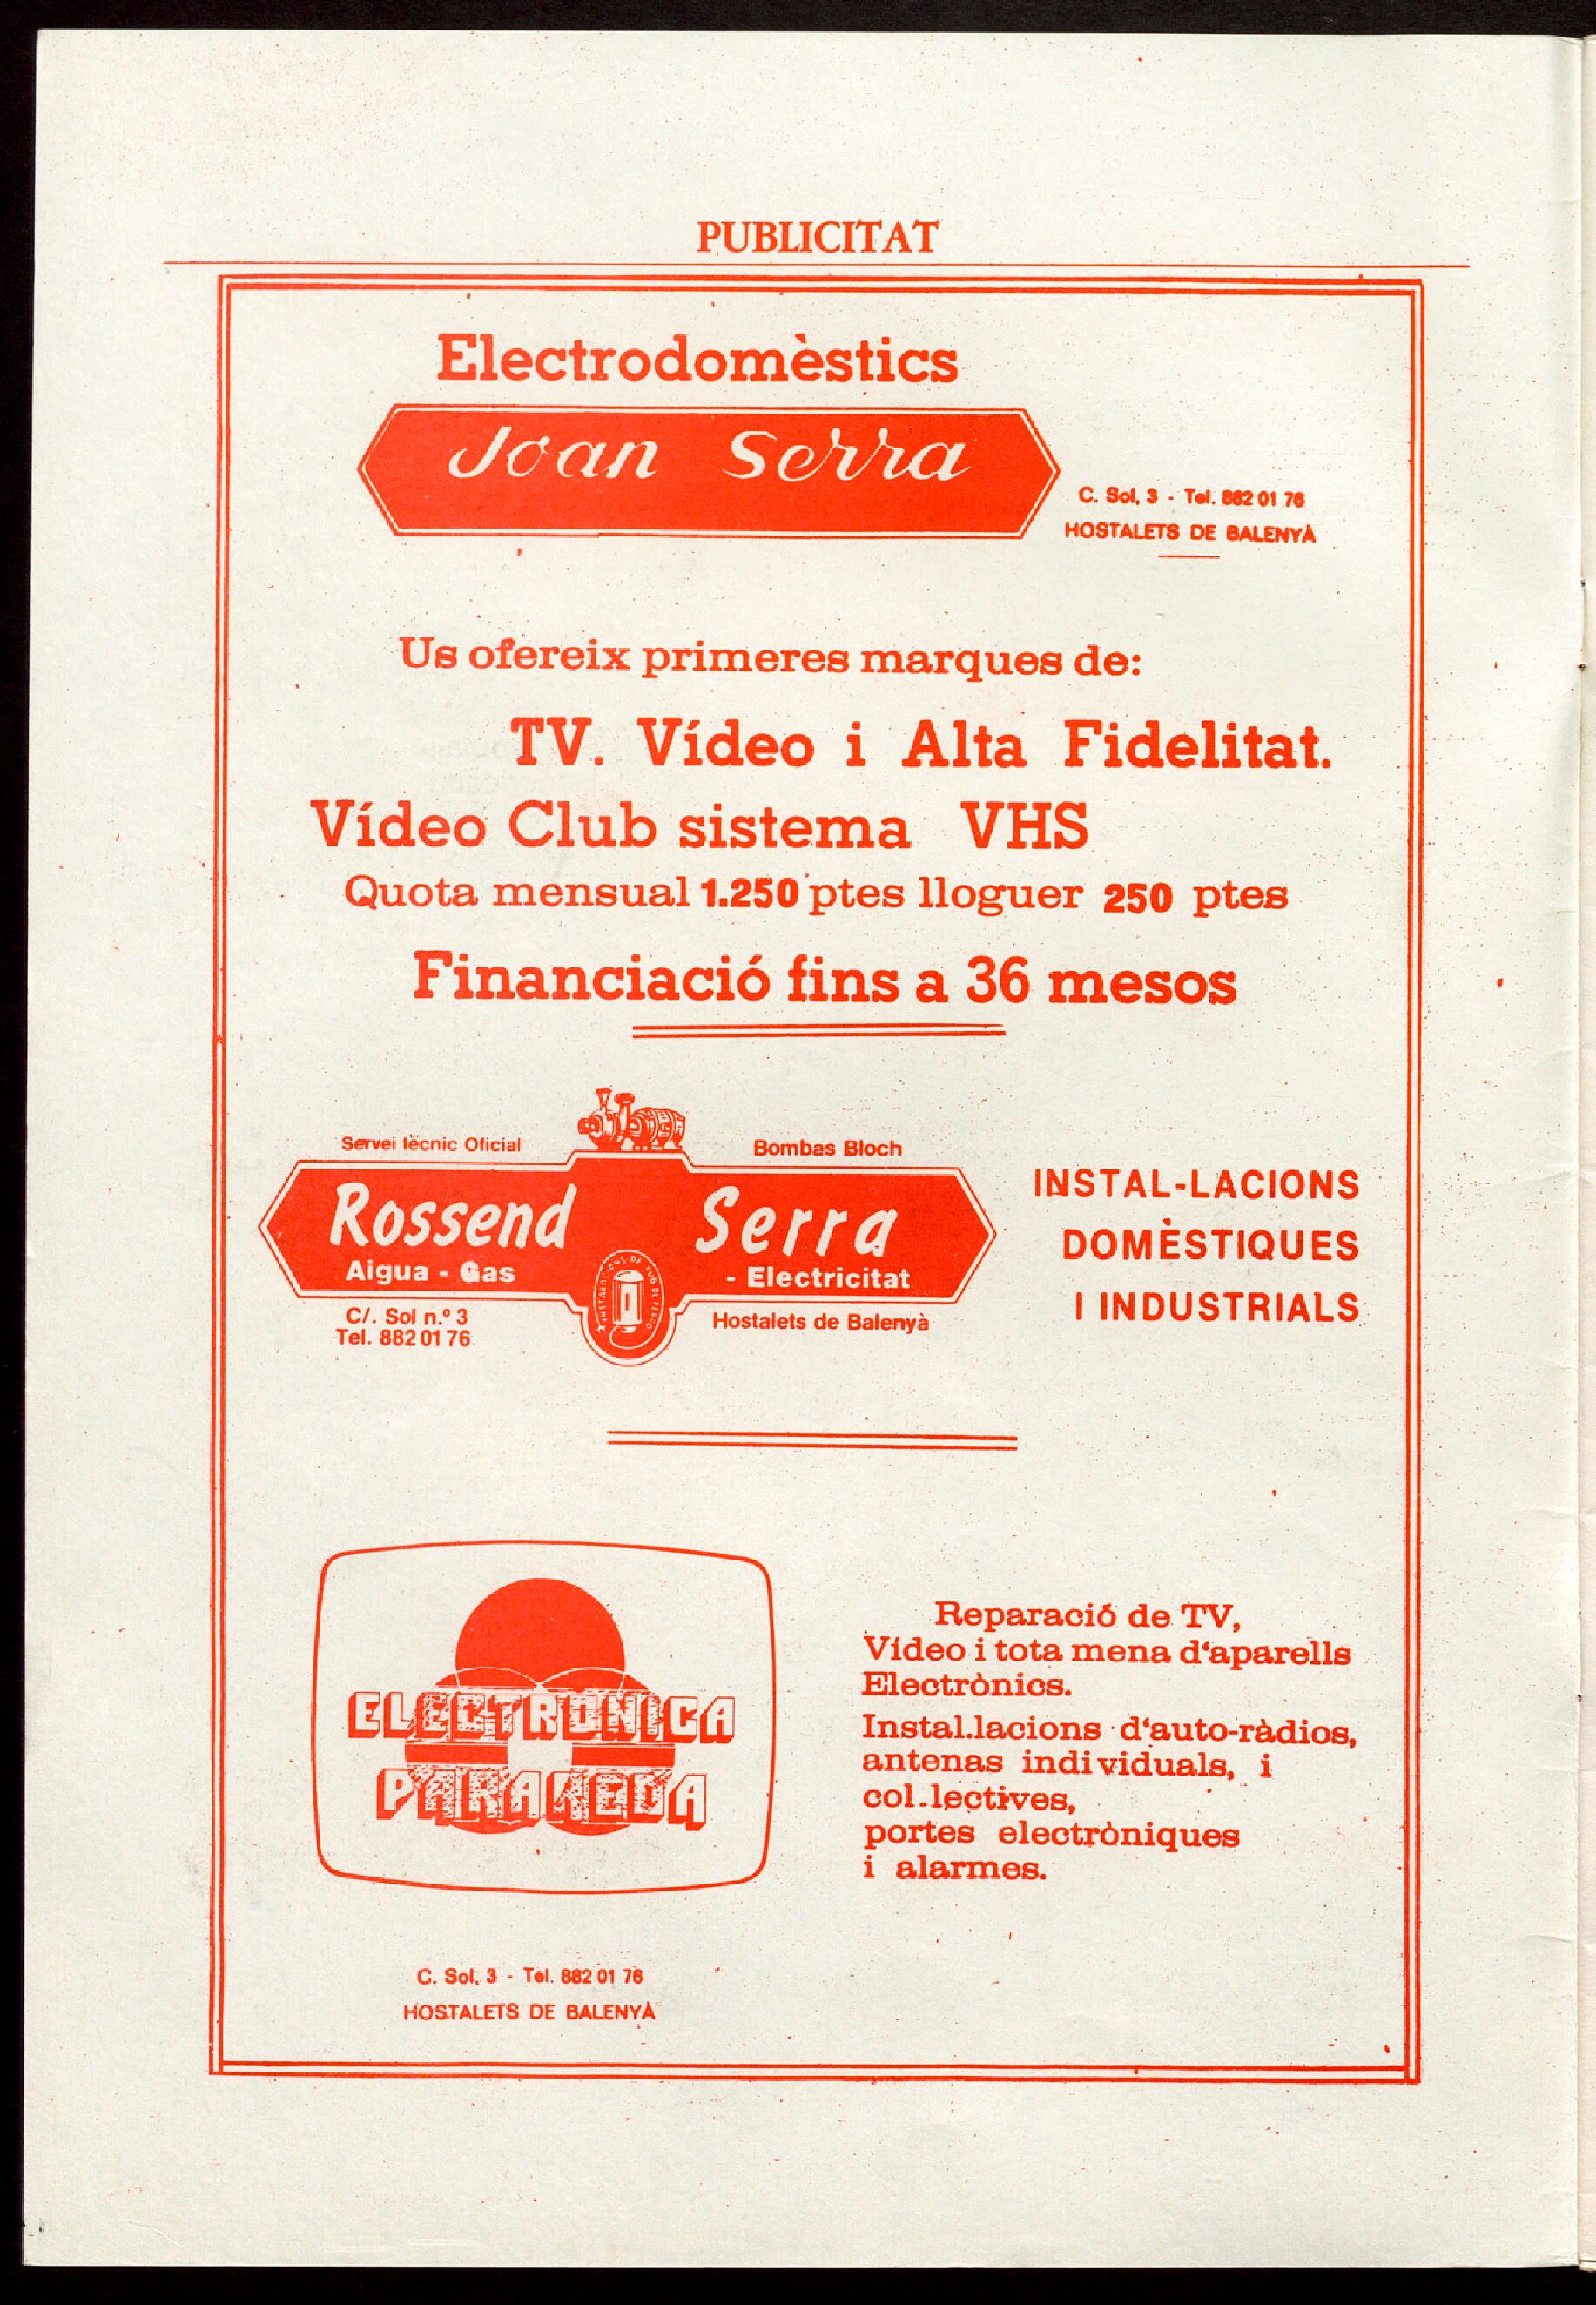 PUBLICITAT
Electrodomèstics
Joan Serra
C. Sol, 3 - Tel. 882 01 76
HOSTALETS DE BALENYÀ
Us ofereix primeres marques de:
TV. Vídeo i Alta Fidelitat.
Vídeo Club sistema VHS
Quota mensual 1.250 ptes lloguer 250 ptes
Financiació fins a 36 mesos
Servei tècnic Oficial
Bombas Bloch
Rossend Serra
Aigua - Gas - Electricitat
C/. Sol n.º 3
Tel. 882 01 76
Hostalets de Balenyà
INSTAL-LACIONS
DOMÈSTIQUES
I INDUSTRIALS
ELECTRONICA
PARAREDA
Reparació de TV,
Vídeo i tota mena d'aparells
Electrònics.
Instal.lacions d'auto-ràdios,
antenas individuals, i
col.lectives,
portes electròniques
i alarmes.
C. Sol, 3 - Tel. 882 01 76
HOSTALETS DE BALENYÀ